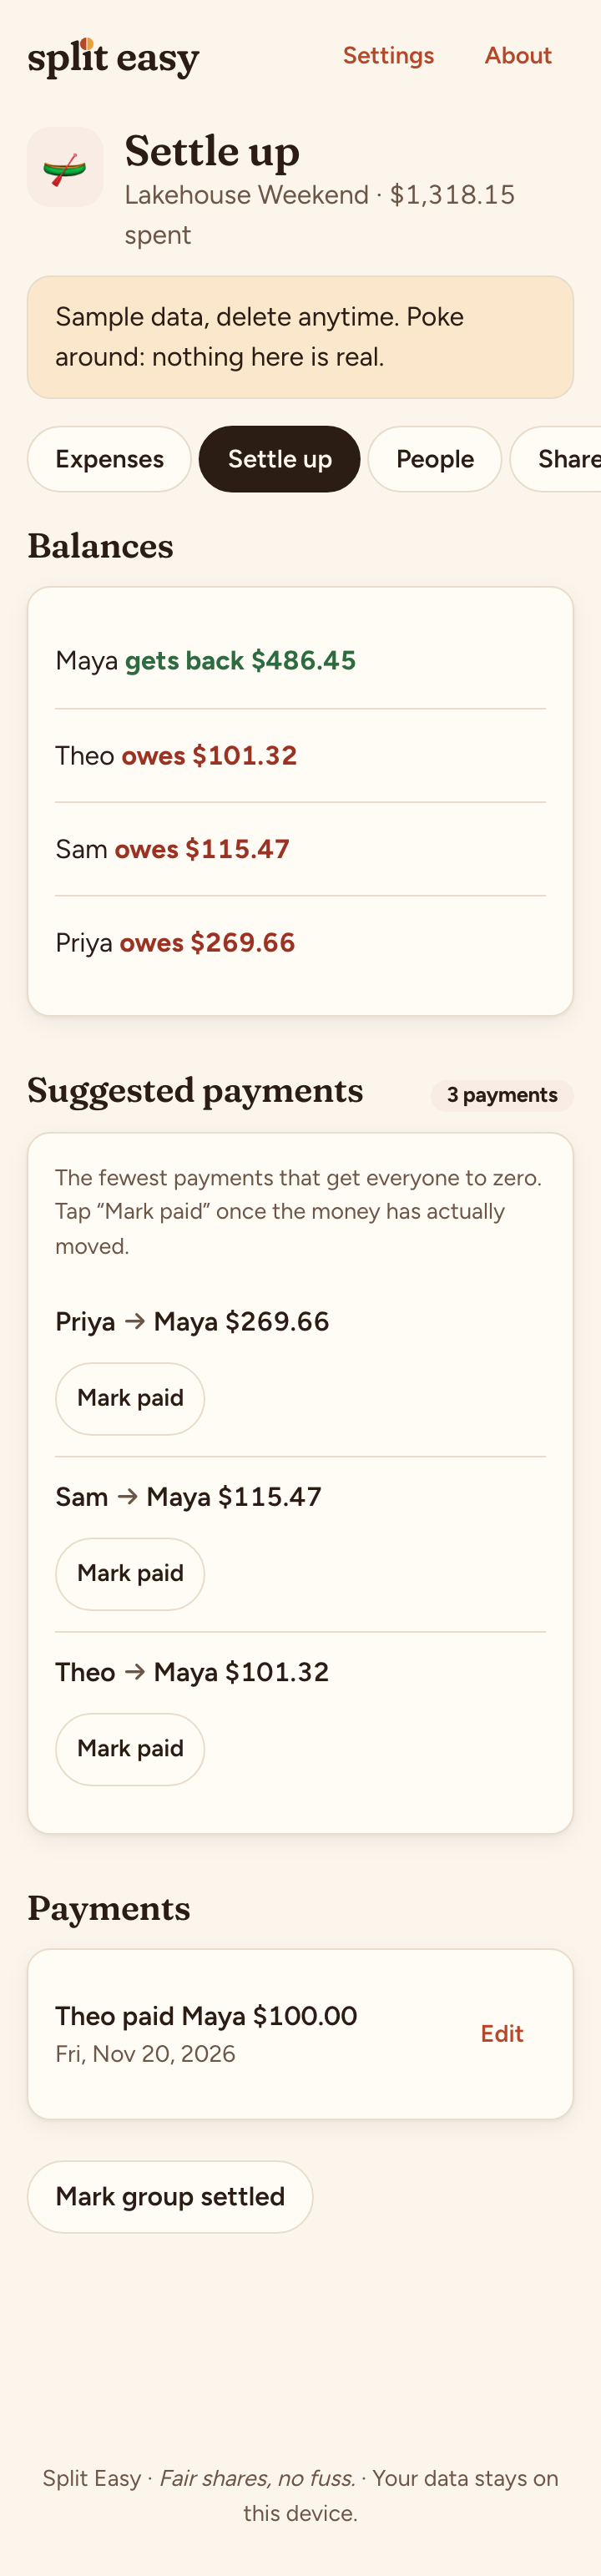 split easy
Settings
About
Settle up
Lakehouse Weekend · $1,318.15
spent
Sample data, delete anytime. Poke
around: nothing here is real.
Expenses
Settle up
People
Share
Balances
Maya gets back $486.45
Theo owes $101.32
Sam owes $115.47
Priya owes $269.66
Suggested payments
3 payments
The fewest payments that get everyone to zero.
Tap “Mark paid” once the money has actually
moved.
Priya → Maya $269.66
Mark paid
Sam → Maya $115.47
Mark paid
Theo → Maya $101.32
Mark paid
Payments
Theo paid Maya $100.00
Fri, Nov 20, 2026
Edit
Mark group settled
Split Easy · Fair shares, no fuss. · Your data stays on
this device.